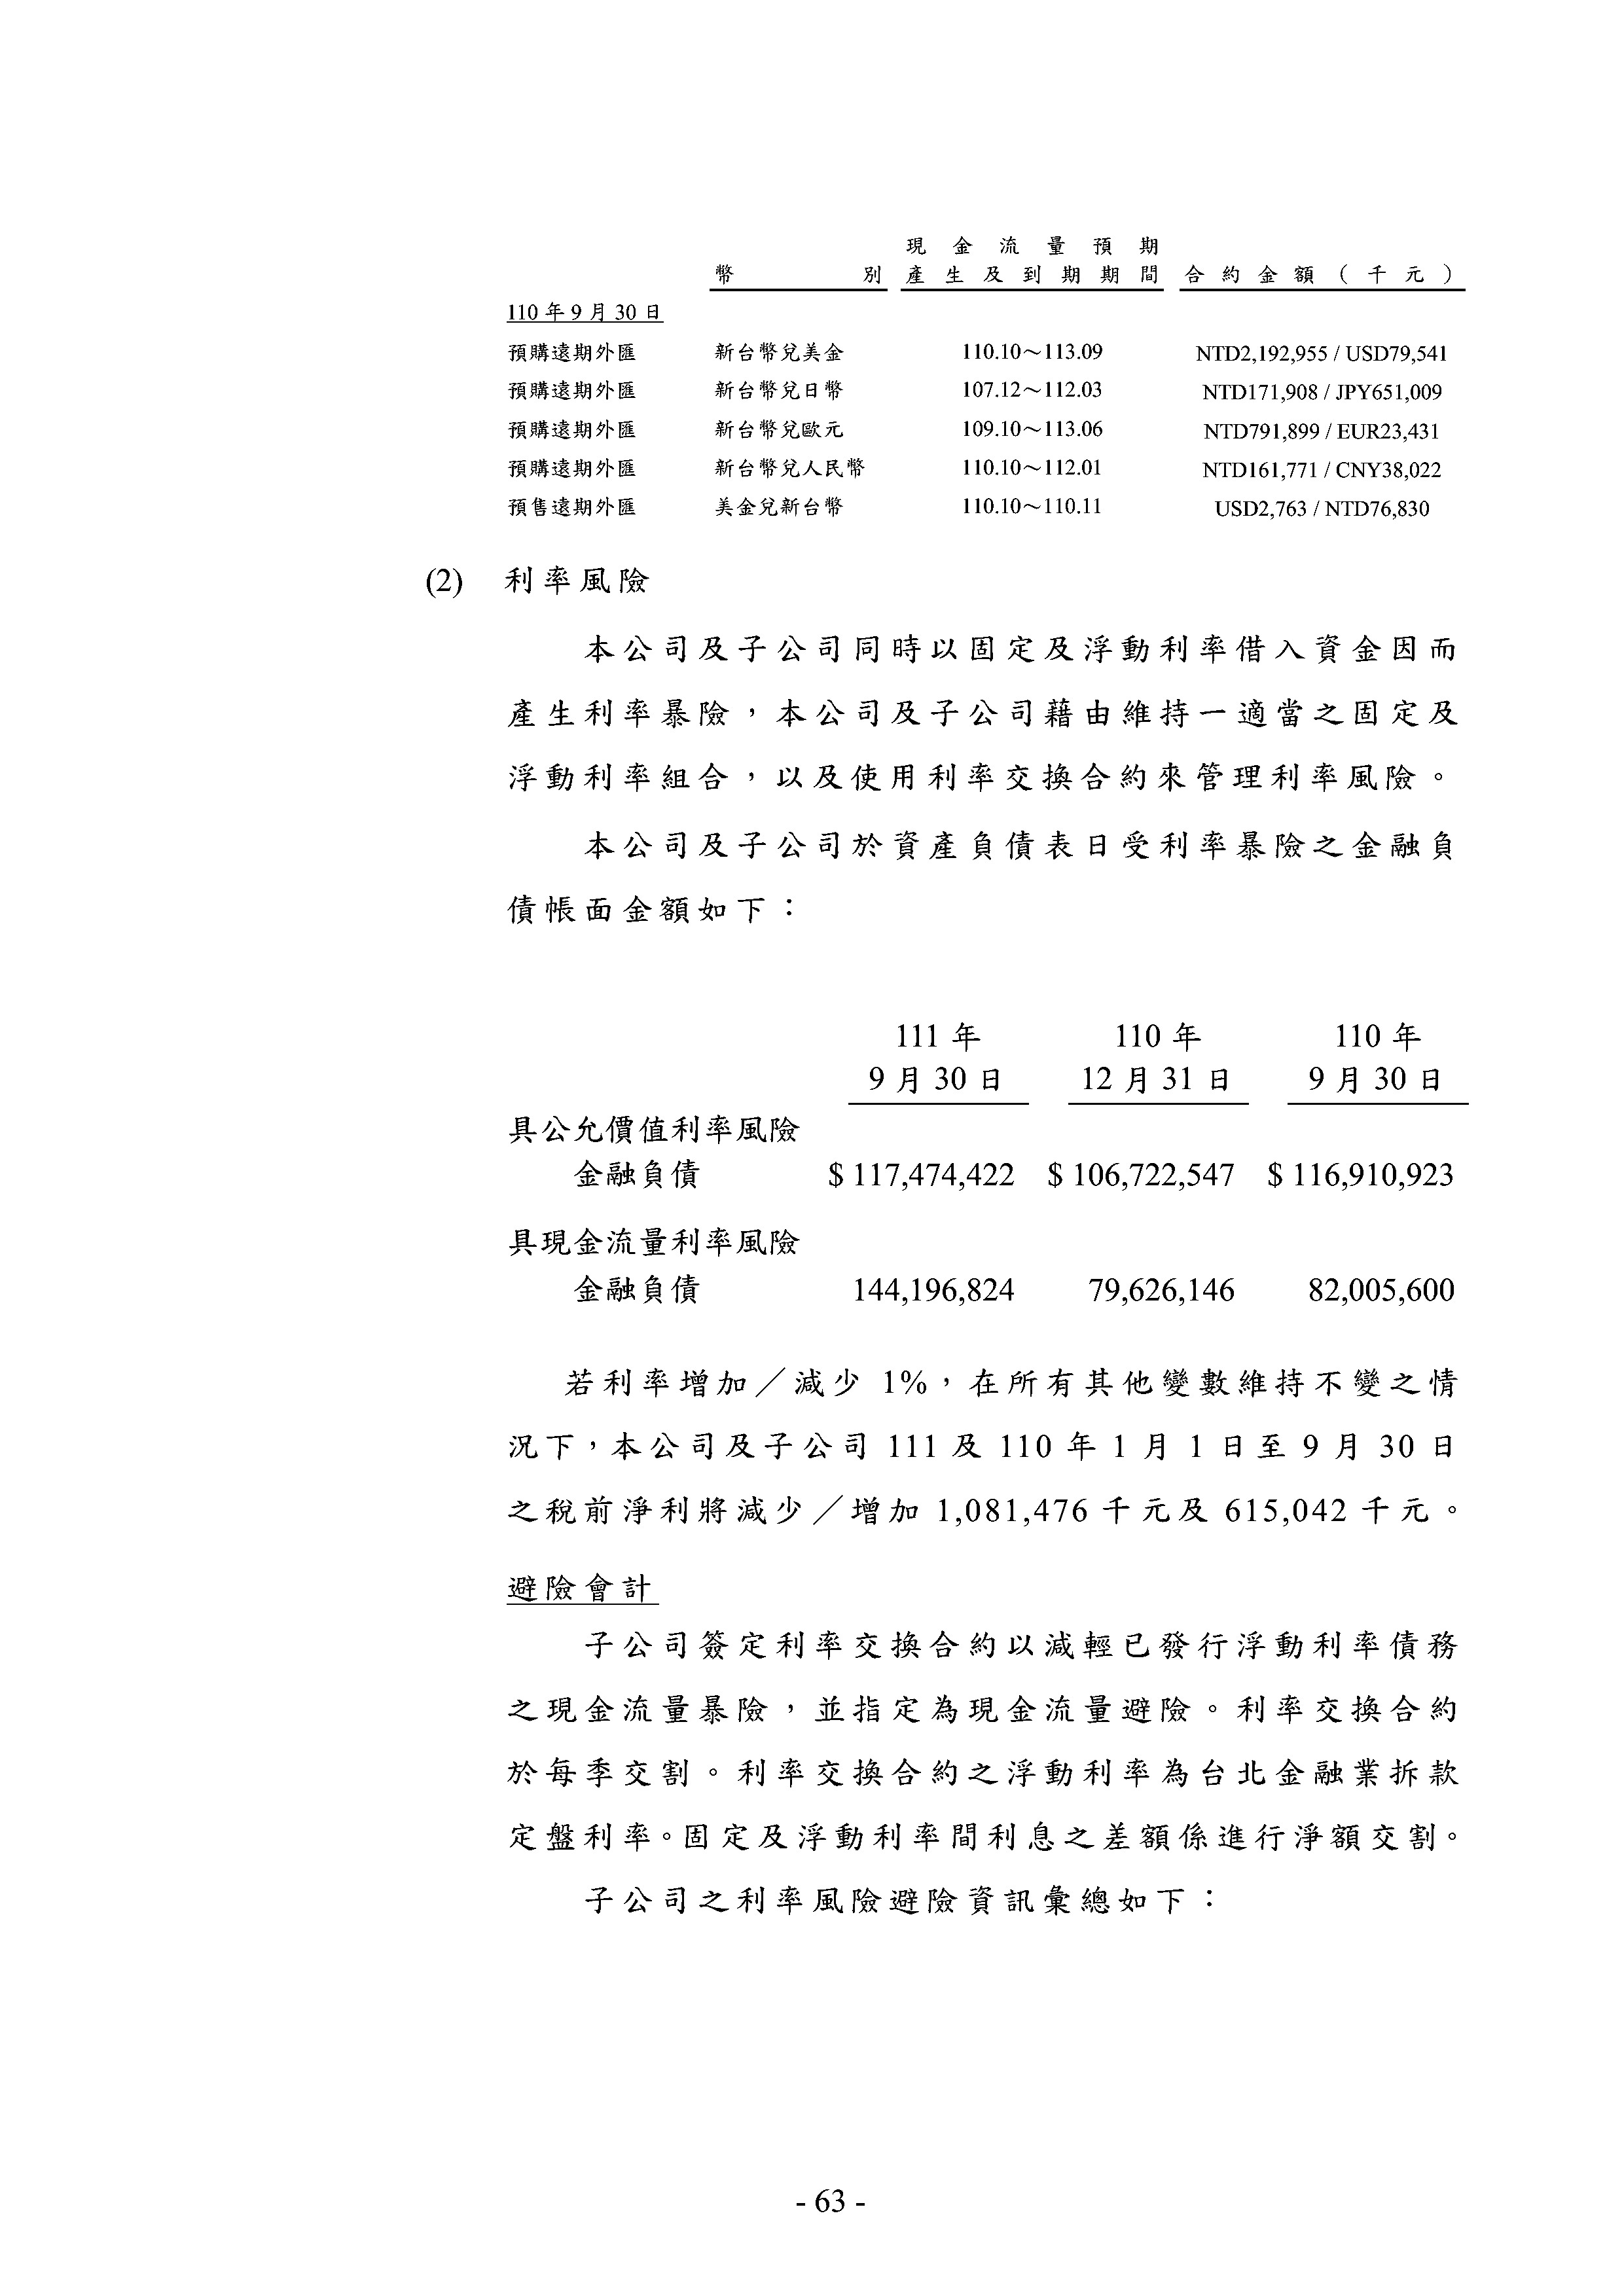 現金流量預期
幣別 產生及到期期間 合約金額（千元）
110年9月30日
預購遠期外匯 新台幣兌美金 110.10～113.09 NTD2,192,955 / USD79,541
預購遠期外匯 新台幣兌日幣 107.12～112.03 NTD171,908 / JPY651,009
預購遠期外匯 新台幣兌歐元 109.10～113.06 NTD791,899 / EUR23,431
預購遠期外匯 新台幣兌人民幣 110.10～112.01 NTD161,771 / CNY38,022
預售遠期外匯 美金兌新台幣 110.10～110.11 USD2,763 / NTD76,830
(2) 利率風險
本公司及子公司同時以固定及浮動利率借入資金因而
產生利率暴險，本公司及子公司藉由維持一適當之固定及
浮動利率組合，以及使用利率交換合約來管理利率風險。
本公司及子公司於資產負債表日受利率暴險之金融負
債帳面金額如下：
111年 110年 110年
9月30日 12月31日 9月30日
具公允價值利率風險
金融負債 $ 117,474,422 $ 106,722,547 $ 116,910,923
具現金流量利率風險
金融負債 144,196,824 79,626,146 82,005,600
若利率增加／減少 1%，在所有其他變數維持不變之情
況下，本公司及子公司 111 及 110 年 1 月 1 日至 9 月 30 日
之稅前淨利將減少／增加 1,081,476 千元及 615,042 千元。
避險會計
子公司簽定利率交換合約以減輕已發行浮動利率債務
之現金流量暴險，並指定為現金流量避險。利率交換合約
於每季交割。利率交換合約之浮動利率為台北金融業拆款
定盤利率。固定及浮動利率間利息之差額係進行淨額交割。
子公司之利率風險避險資訊彙總如下：
- 63 -